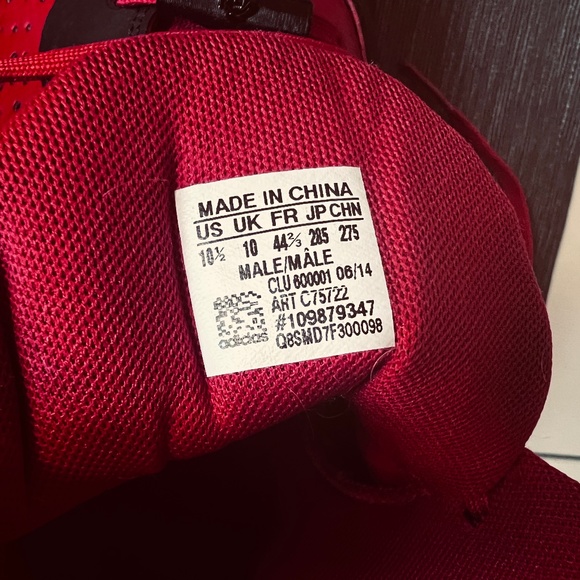 MADE IN CHINA
US UK FR JP CHN
10½ 10 44⅔ 285 275
MALE/MÂLE
CLU 600001 06/14
ART C75722
#109879347
adidas Q8SMD7F300098